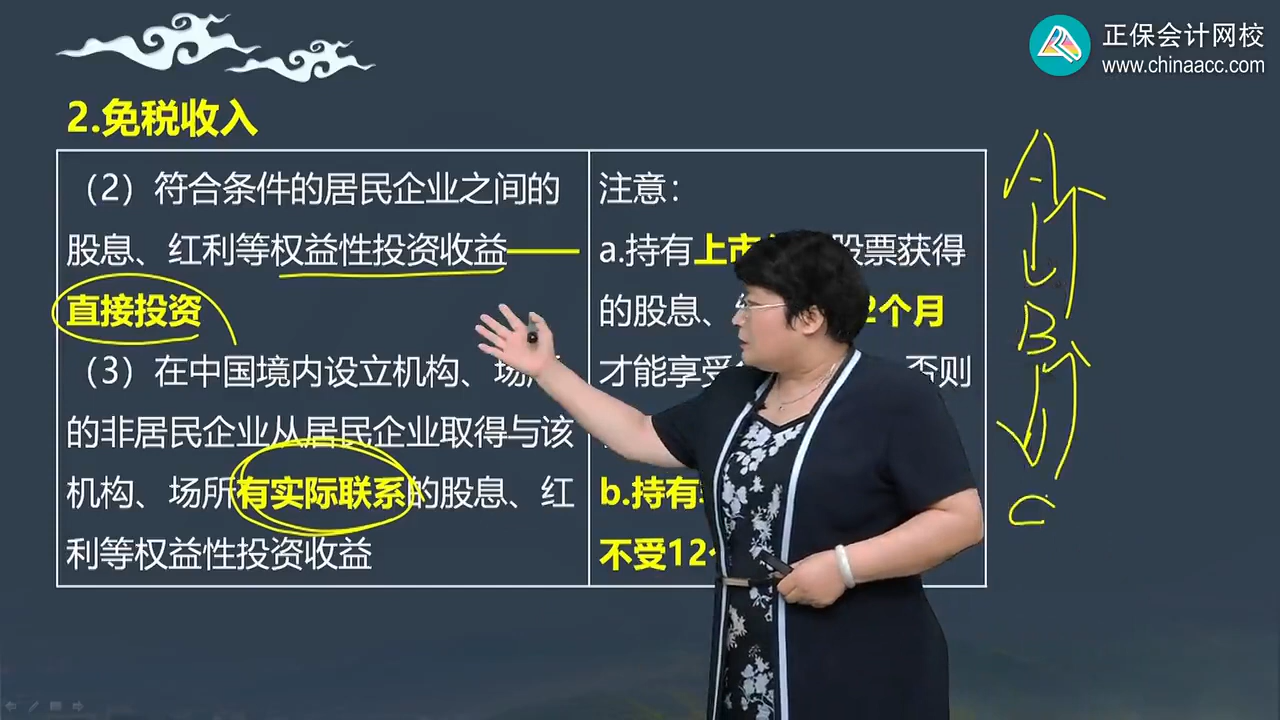 正保会计网校
www.chinaacc.com
2.免税收入
（2）符合条件的居民企业之间的
股息、红利等权益性投资收益——
直接投资
（3）在中国境内设立机构、场所
的非居民企业从居民企业取得与该
机构、场所有实际联系的股息、红
利等权益性投资收益
注意：
a.持有上市 股票获得
的股息、 2个月
才能享受 否则
b.持有
不受12
A
B
C